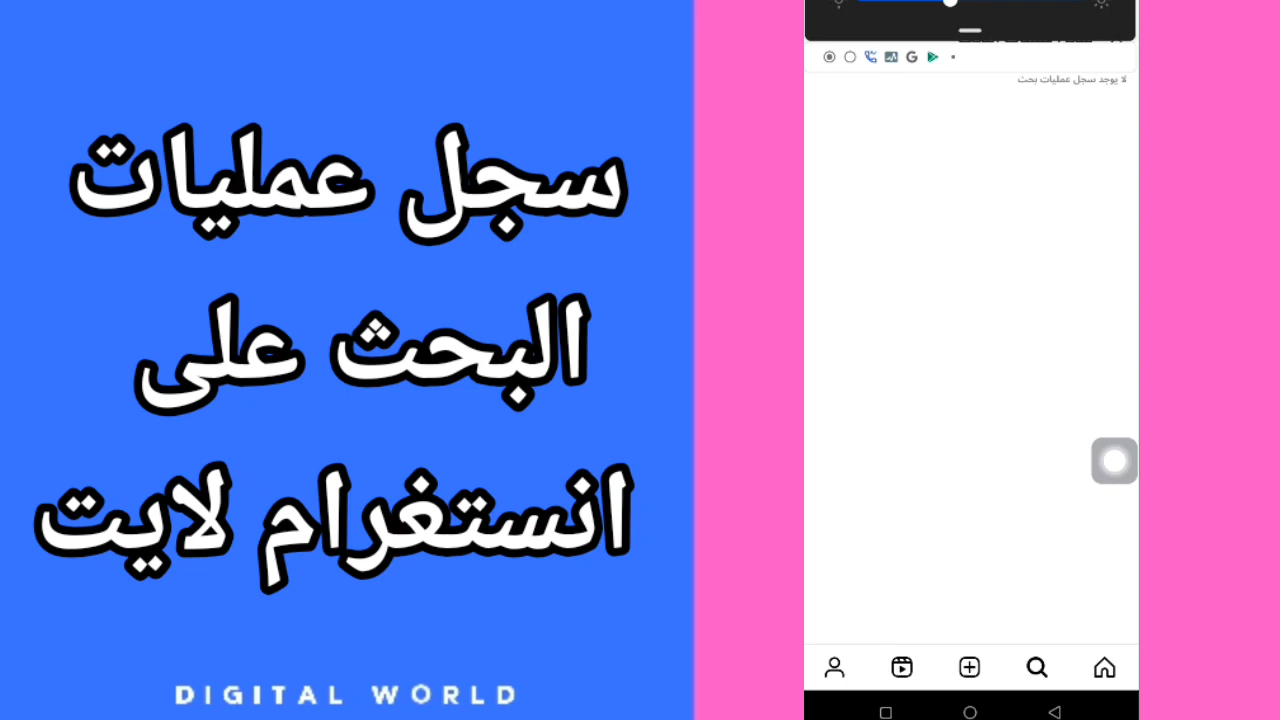 سجل عمليات
البحث على
انستغرام لايت
DIGITAL WORLD
لا يوجد سجل عمليات بحث